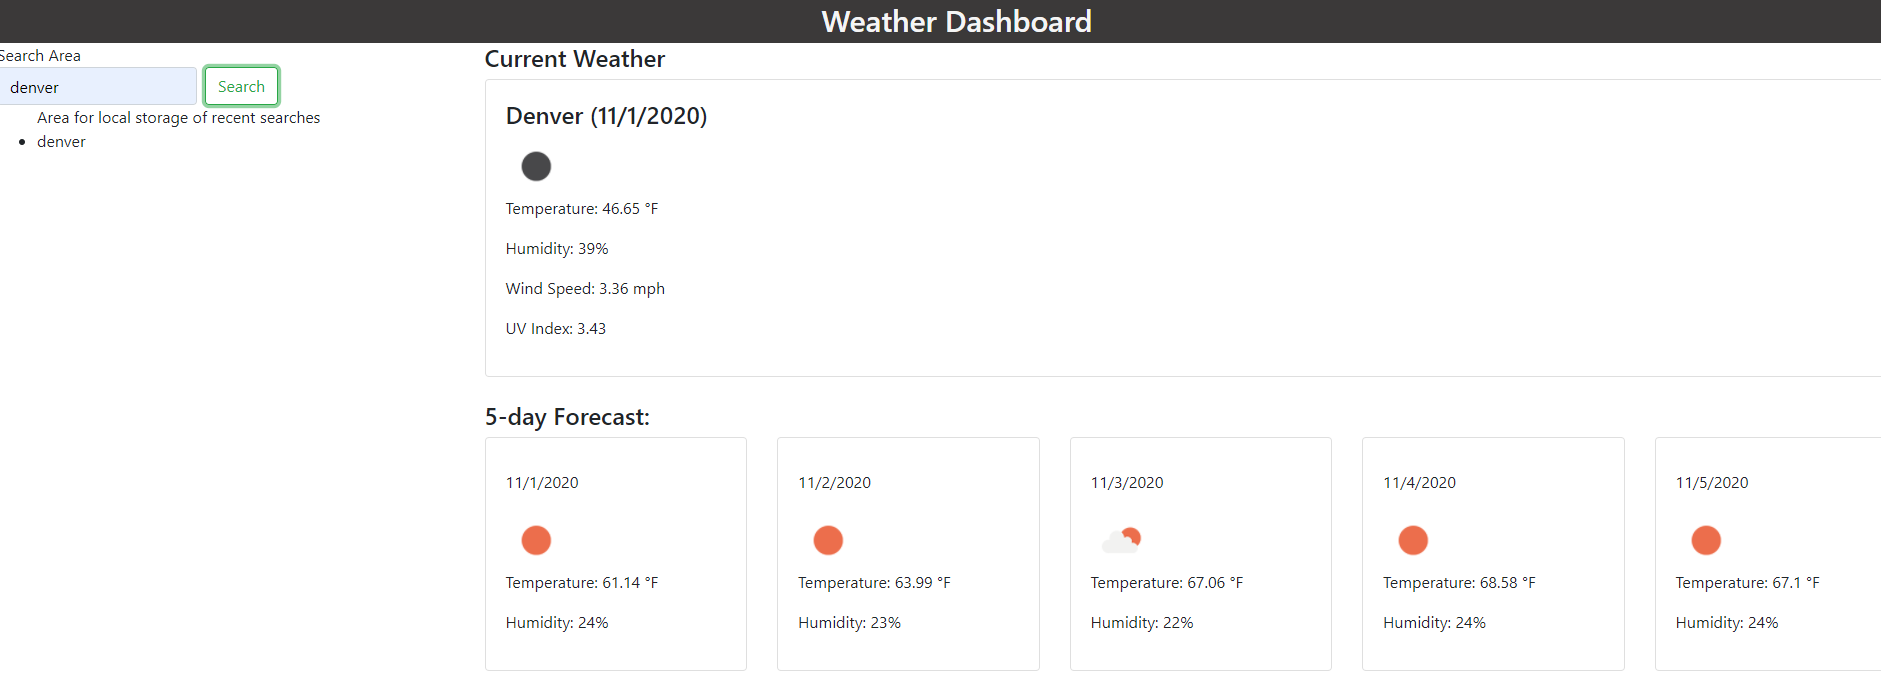 Weather Dashboard
Search Area
denver
Search
Area for local storage of recent searches
denver
Current Weather
Denver (11/1/2020)
Temperature: 46.65 °F
Humidity: 39%
Wind Speed: 3.36 mph
UV Index: 3.43
5-day Forecast:
11/1/2020
Temperature: 61.14 °F
Humidity: 24%
11/2/2020
Temperature: 63.99 °F
Humidity: 23%
11/3/2020
Temperature: 67.06 °F
Humidity: 22%
11/4/2020
Temperature: 68.58 °F
Humidity: 24%
11/5/2020
Temperature: 67.1 °F
Humidity: 24%